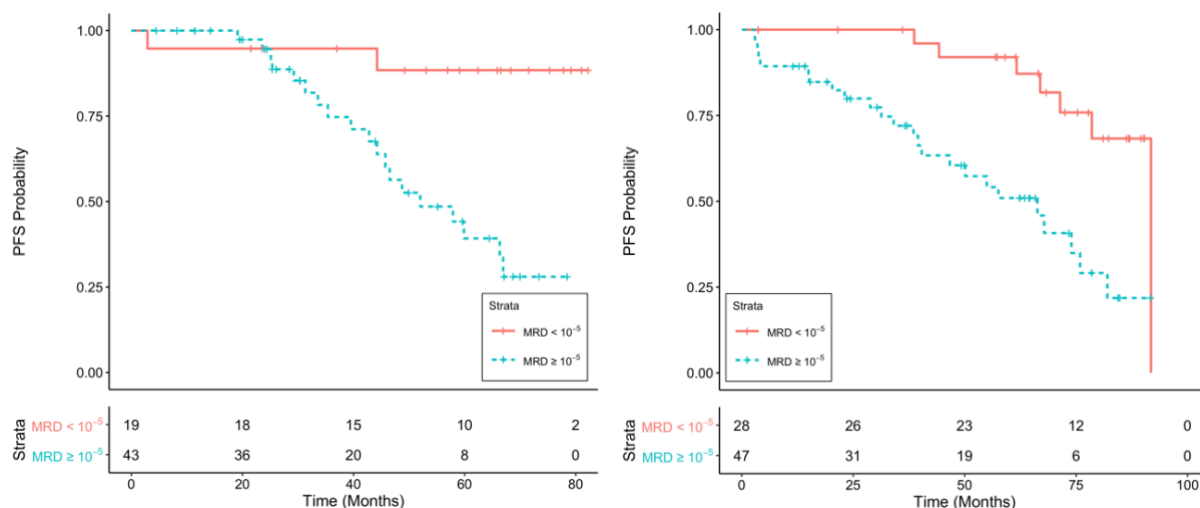 PFS Probability
1.00
0.75
0.50
0.25
0.00
Strata
MRD < 10⁻⁵
MRD ≥ 10⁻⁵
Strata
MRD < 10⁻⁵ 19 18 15 10 2
MRD ≥ 10⁻⁵ 43 36 20 8 0
0 20 40 60 80
Time (Months)
PFS Probability
1.00
0.75
0.50
0.25
0.00
Strata
MRD < 10⁻⁵
MRD ≥ 10⁻⁵
Strata
MRD < 10⁻⁵ 28 26 23 12 0
MRD ≥ 10⁻⁵ 47 31 19 6 0
0 25 50 75 100
Time (Months)